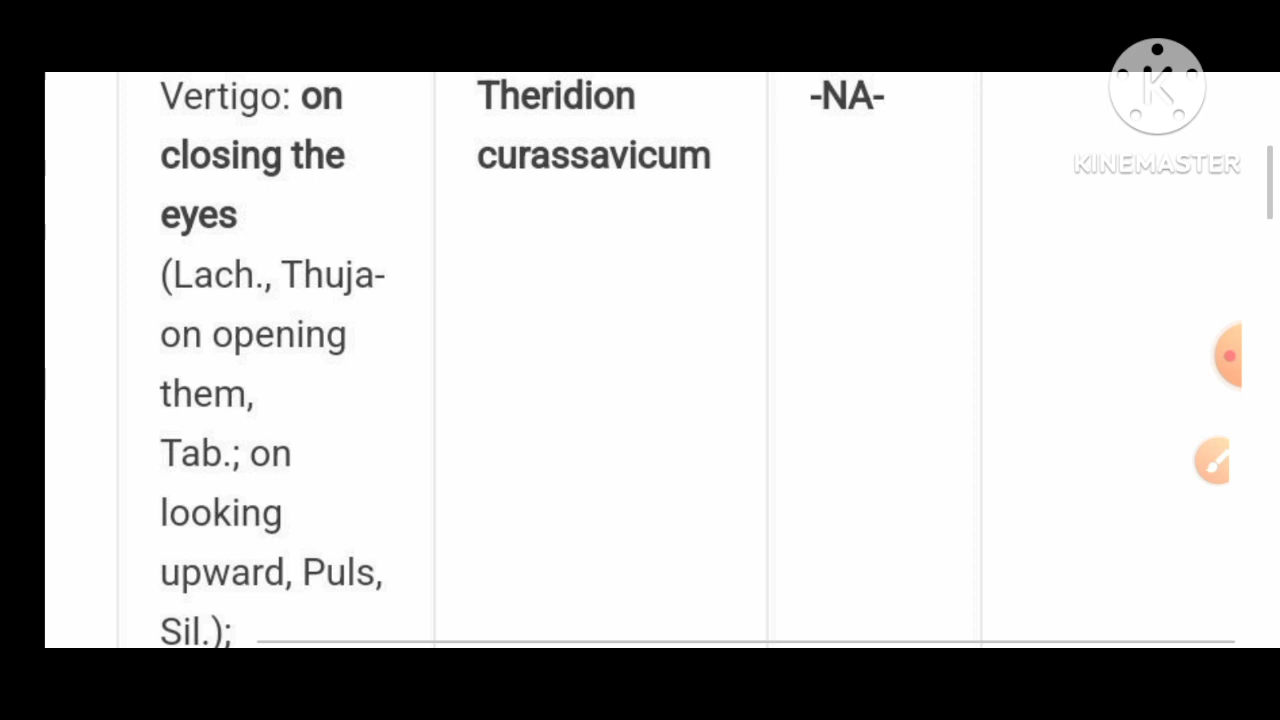 Vertigo: on
closing the
eyes
(Lach., Thuja-
on opening
them,
Tab.; on
looking
upward, Puls,
Sil.);
Theridion
curassavicum
-NA-
K
KINEMASTER